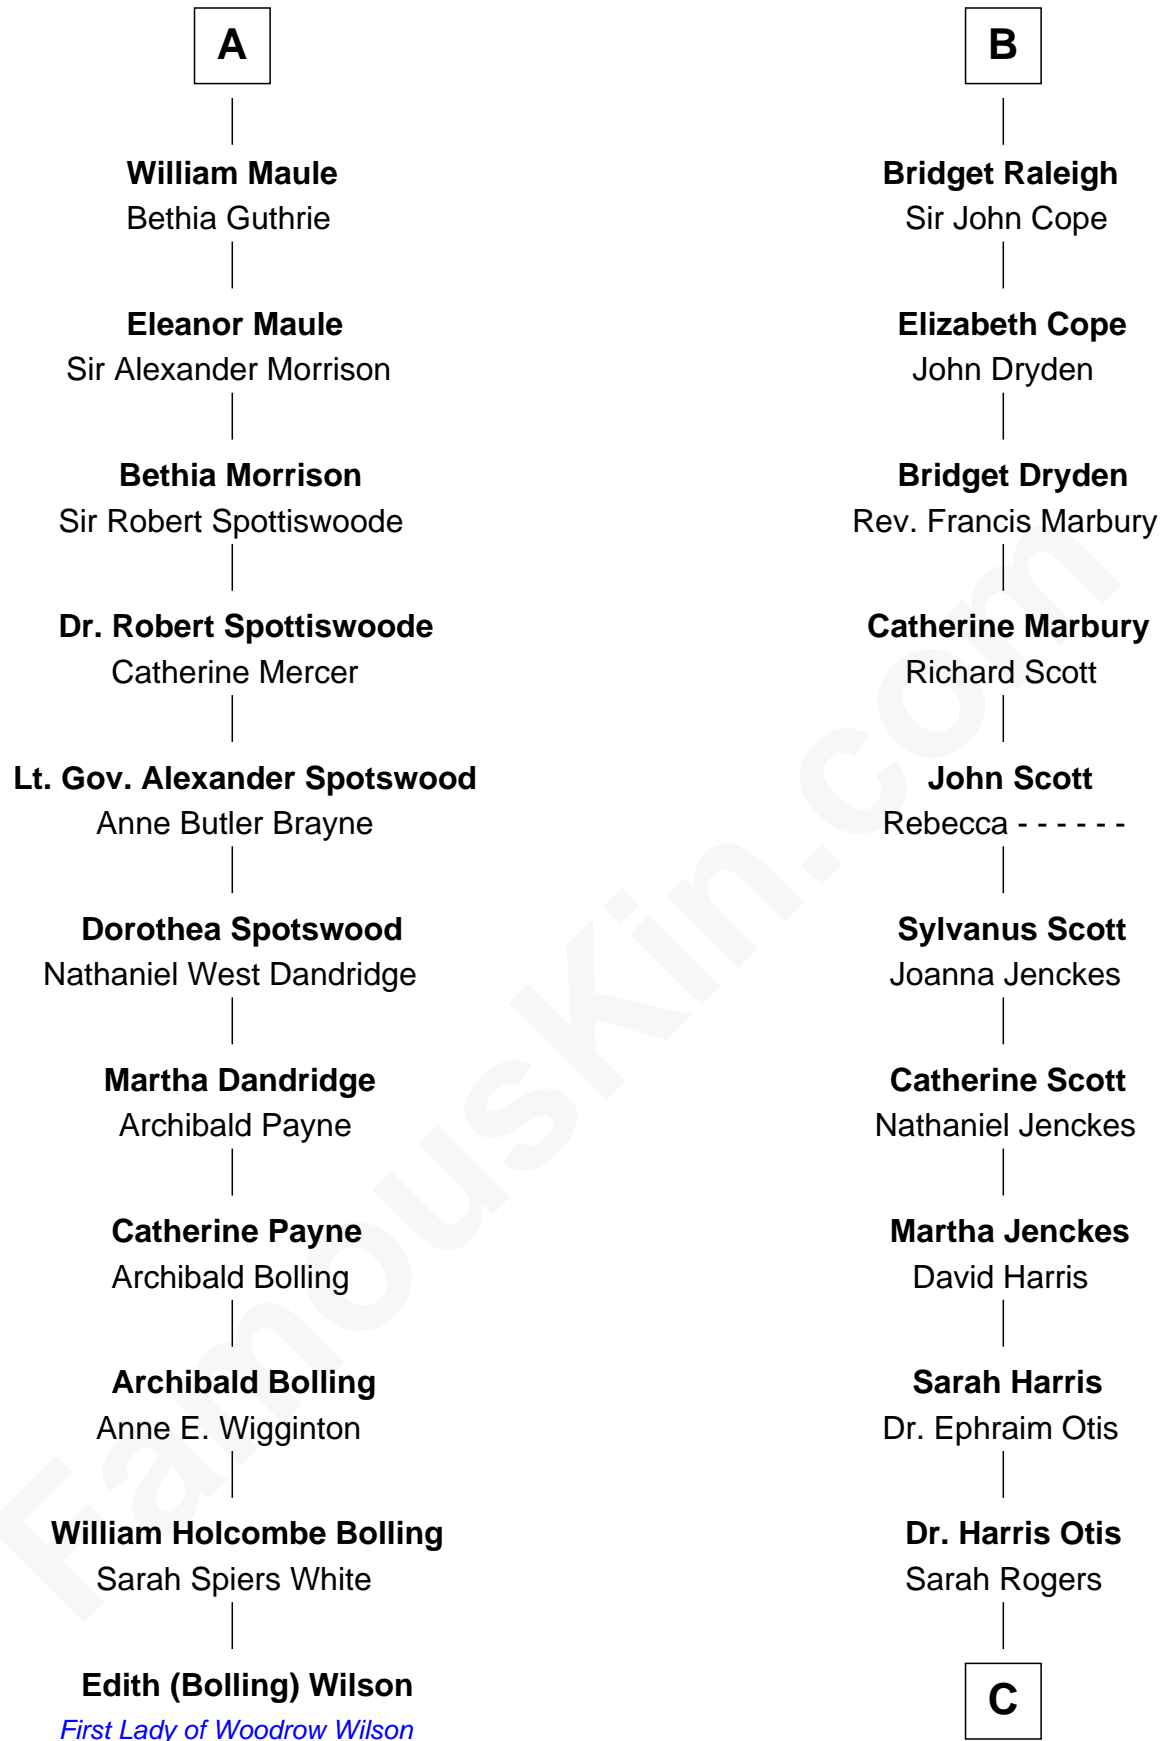 A
William Maule
Bethia Guthrie
Eleanor Maule
Sir Alexander Morrison
Bethia Morrison
Sir Robert Spottiswoode
Dr. Robert Spottiswoode
Catherine Mercer
Lt. Gov. Alexander Spotswood
Anne Butler Brayne
Dorothea Spotswood
Nathaniel West Dandridge
Martha Dandridge
Archibald Payne
Catherine Payne
Archibald Bolling
Archibald Bolling
Anne E. Wigginton
William Holcombe Bolling
Sarah Spiers White
Edith (Bolling) Wilson
First Lady of Woodrow Wilson
B
Bridget Raleigh
Sir John Cope
Elizabeth Cope
John Dryden
Bridget Dryden
Rev. Francis Marbury
Catherine Marbury
Richard Scott
John Scott
Rebecca - - - - - -
Sylvanus Scott
Joanna Jenckes
Catherine Scott
Nathaniel Jenckes
Martha Jenckes
David Harris
Sarah Harris
Dr. Ephraim Otis
Dr. Harris Otis
Sarah Rogers
C
FamousKin.com